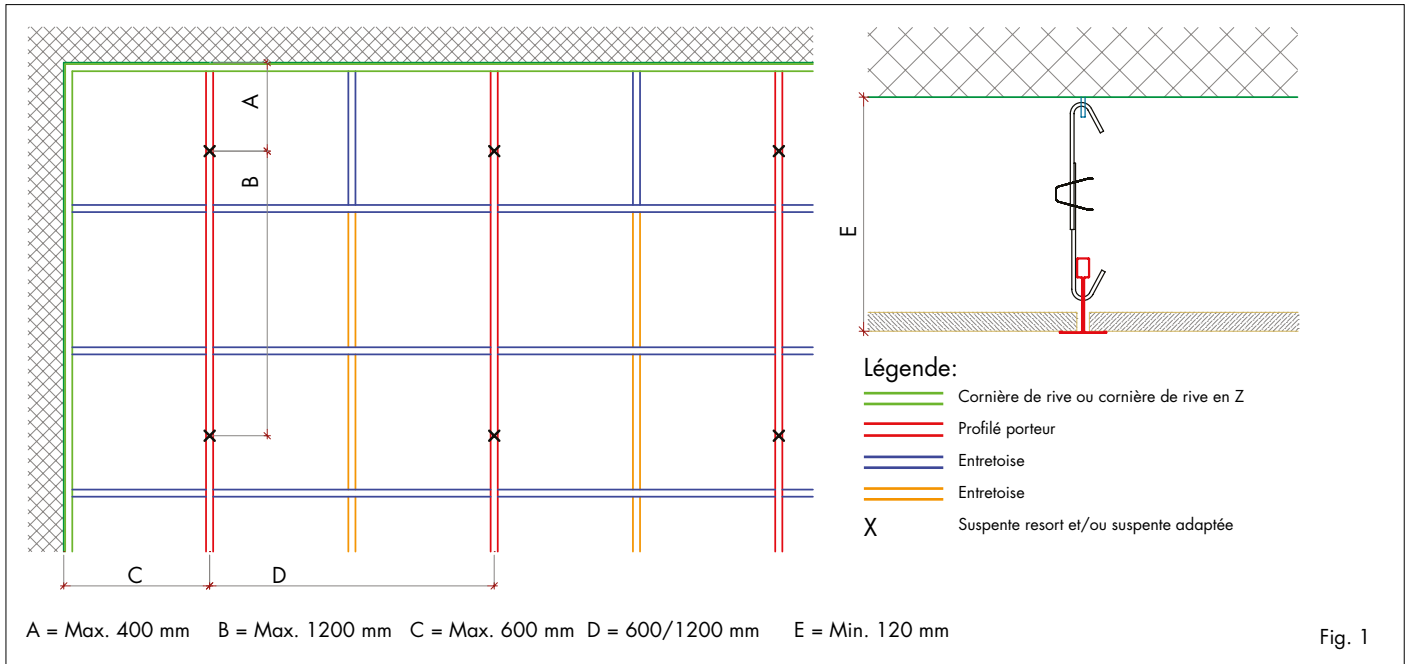 A
B
C
D
E
Légende:
Cornière de rive ou cornière de rive en Z
Profilé porteur
Entretoise
Entretoise
X Suspente resort et/ou suspente adaptée
A = Max. 400 mm B = Max. 1200 mm C = Max. 600 mm D = 600/1200 mm E = Min. 120 mm
Fig. 1